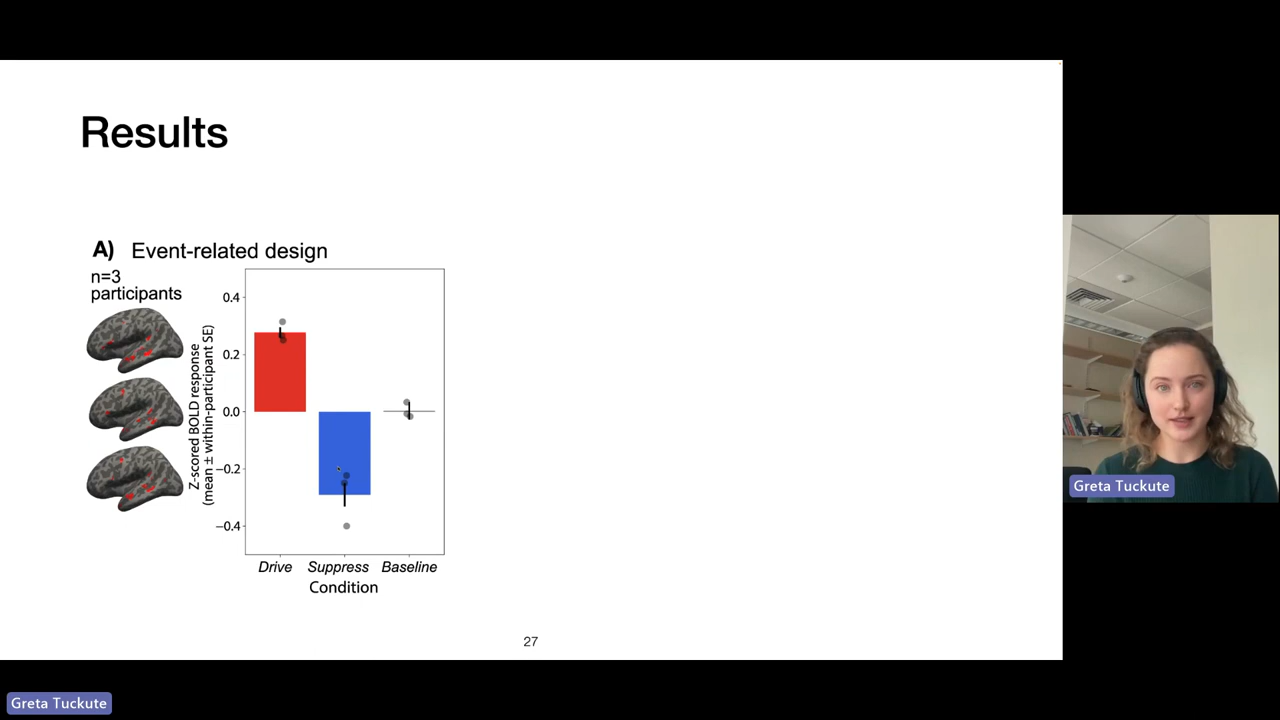 Results
A) Event-related design
n=3
participants
Z-scored BOLD response
(mean ± within-participant SE)
0.4
0.2
0.0
−0.2
−0.4
Drive Suppress Baseline
Condition
27
Greta Tuckute
Greta Tuckute